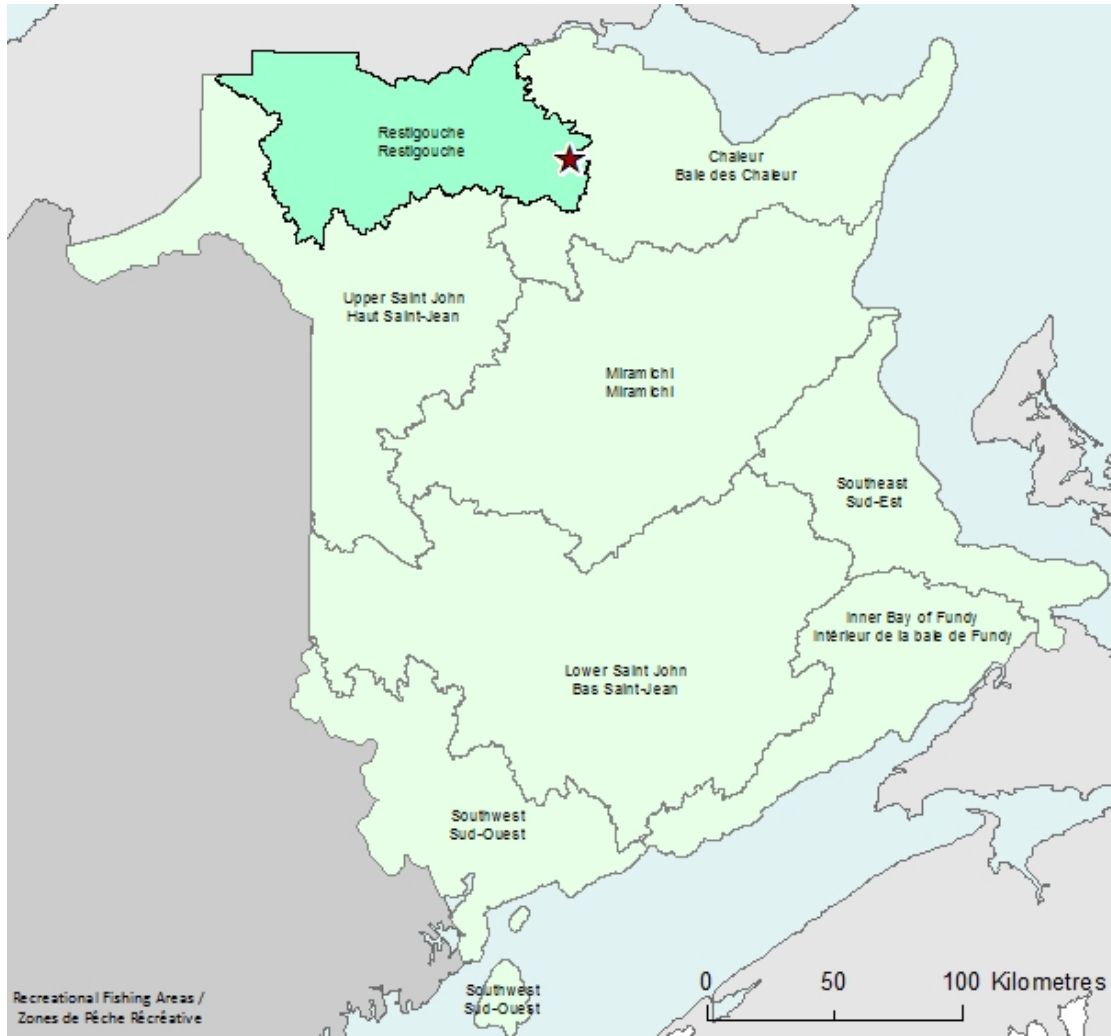 Restigouche
Restigouche
Chaleur
Baie des Chaleur
Upper Saint John
Haut Saint-Jean
Miramichi
Miramichi
Southeast
Sud-Est
Inner Bay of Fundy
Intérieur de la baie de Fundy
Lower Saint John
Bas Saint-Jean
Southwest
Sud-Ouest
Southwest
Sud-Ouest
0 50 100 Kilometres
Recreational Fishing Areas /
Zones de Pêche Récréative